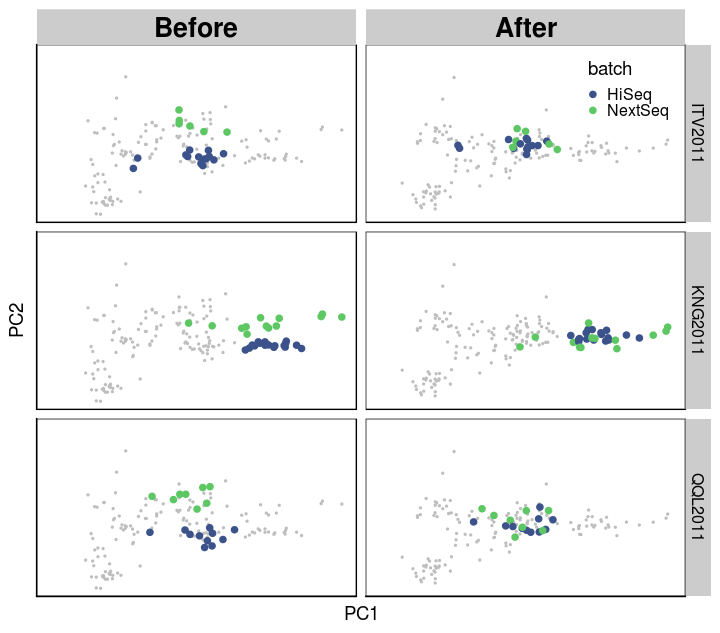 Before
After
batch
HiSeq
NextSeq
ITV2011
KNG2011
QQL2011
PC2
PC1